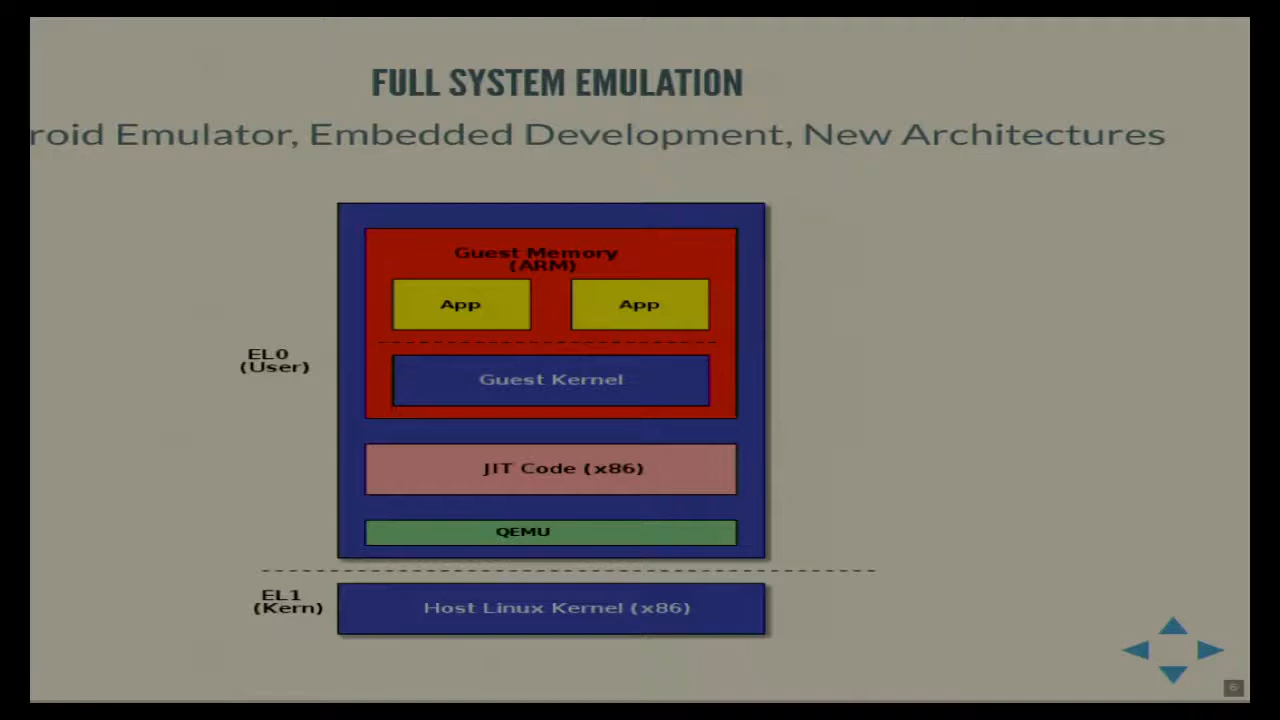 FULL SYSTEM EMULATION
roid Emulator, Embedded Development, New Architectures
Guest Memory
(ARM)
App
App
EL0
(User)
Guest Kernel
JIT Code (x86)
QEMU
EL1
(Kern)
Host Linux Kernel (x86)
6